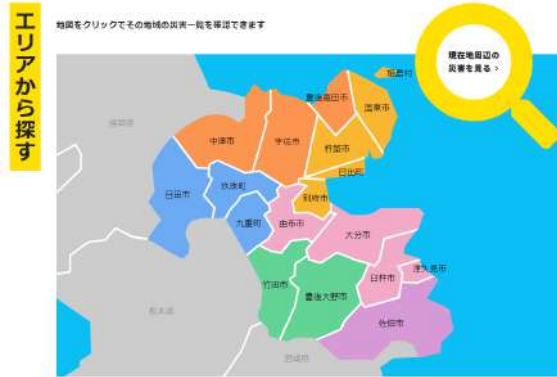 エリアから探す
地図をクリックでその地域の災害一覧を確認できます
現在地周辺の
災害を見る >
姫島村
豊後高田市
国東市
福岡県
中津市
宇佐市
杵築市
日出町
日田市
玖珠町
別府市
九重町
由布市
大分市
津久見市
臼杵市
竹田市
豊後大野市
熊本県
佐伯市
宮崎県